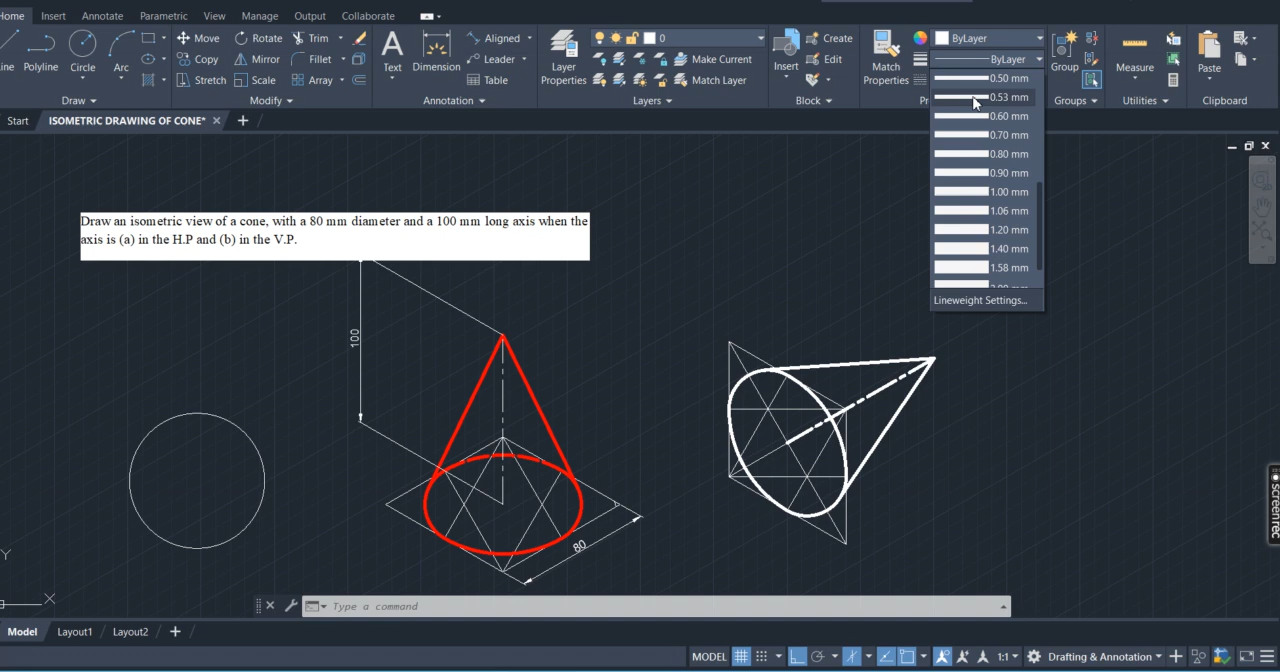 Home Insert Annotate Parametric View Manage Output Collaborate
Move Rotate Trim
Copy Mirror Fillet
Stretch Scale Array
Polyline Circle Arc
Draw Modify
Text Dimension
Aligned
Leader
Table
Annotation
Layer Properties
0
Make Current
Match Layer
Layers
Insert
Create
Edit
Block
Match Properties
ByLayer
ByLayer
Group
Groups
Measure
Utilities
Paste
Clipboard
Start ISOMETRIC DRAWING OF CONE*
0.50 mm
0.53 mm
0.60 mm
0.70 mm
0.80 mm
0.90 mm
1.00 mm
1.06 mm
1.20 mm
1.40 mm
1.58 mm
Lineweight Settings...
Draw an isometric view of a cone, with a 80 mm diameter and a 100 mm long axis when the
axis is (a) in the H.P and (b) in the V.P.
100
80
Y
X
Type a command
Model Layout1 Layout2
MODEL 1:1 Drafting & Annotation